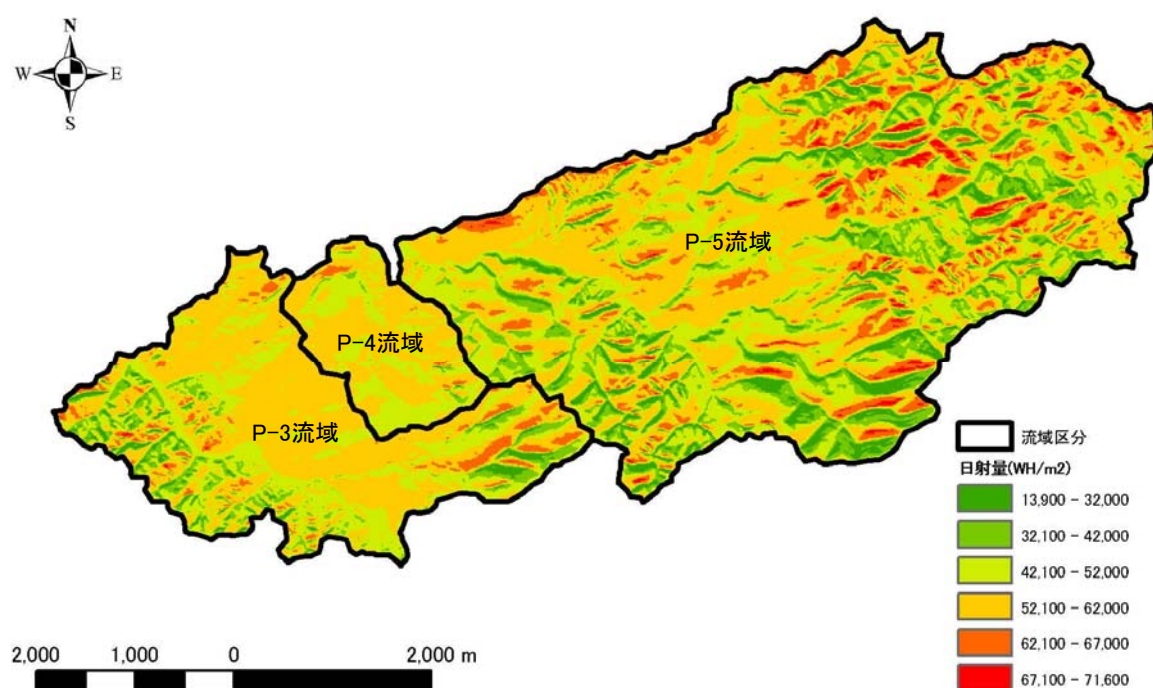 N
W
E
S
P-5流域
P-4流域
P-3流域
流域区分
日射量(WH/m2)
13,900 - 32,000
32,100 - 42,000
42,100 - 52,000
52,100 - 62,000
62,100 - 67,000
67,100 - 71,600
2,000 1,000 0 2,000 m